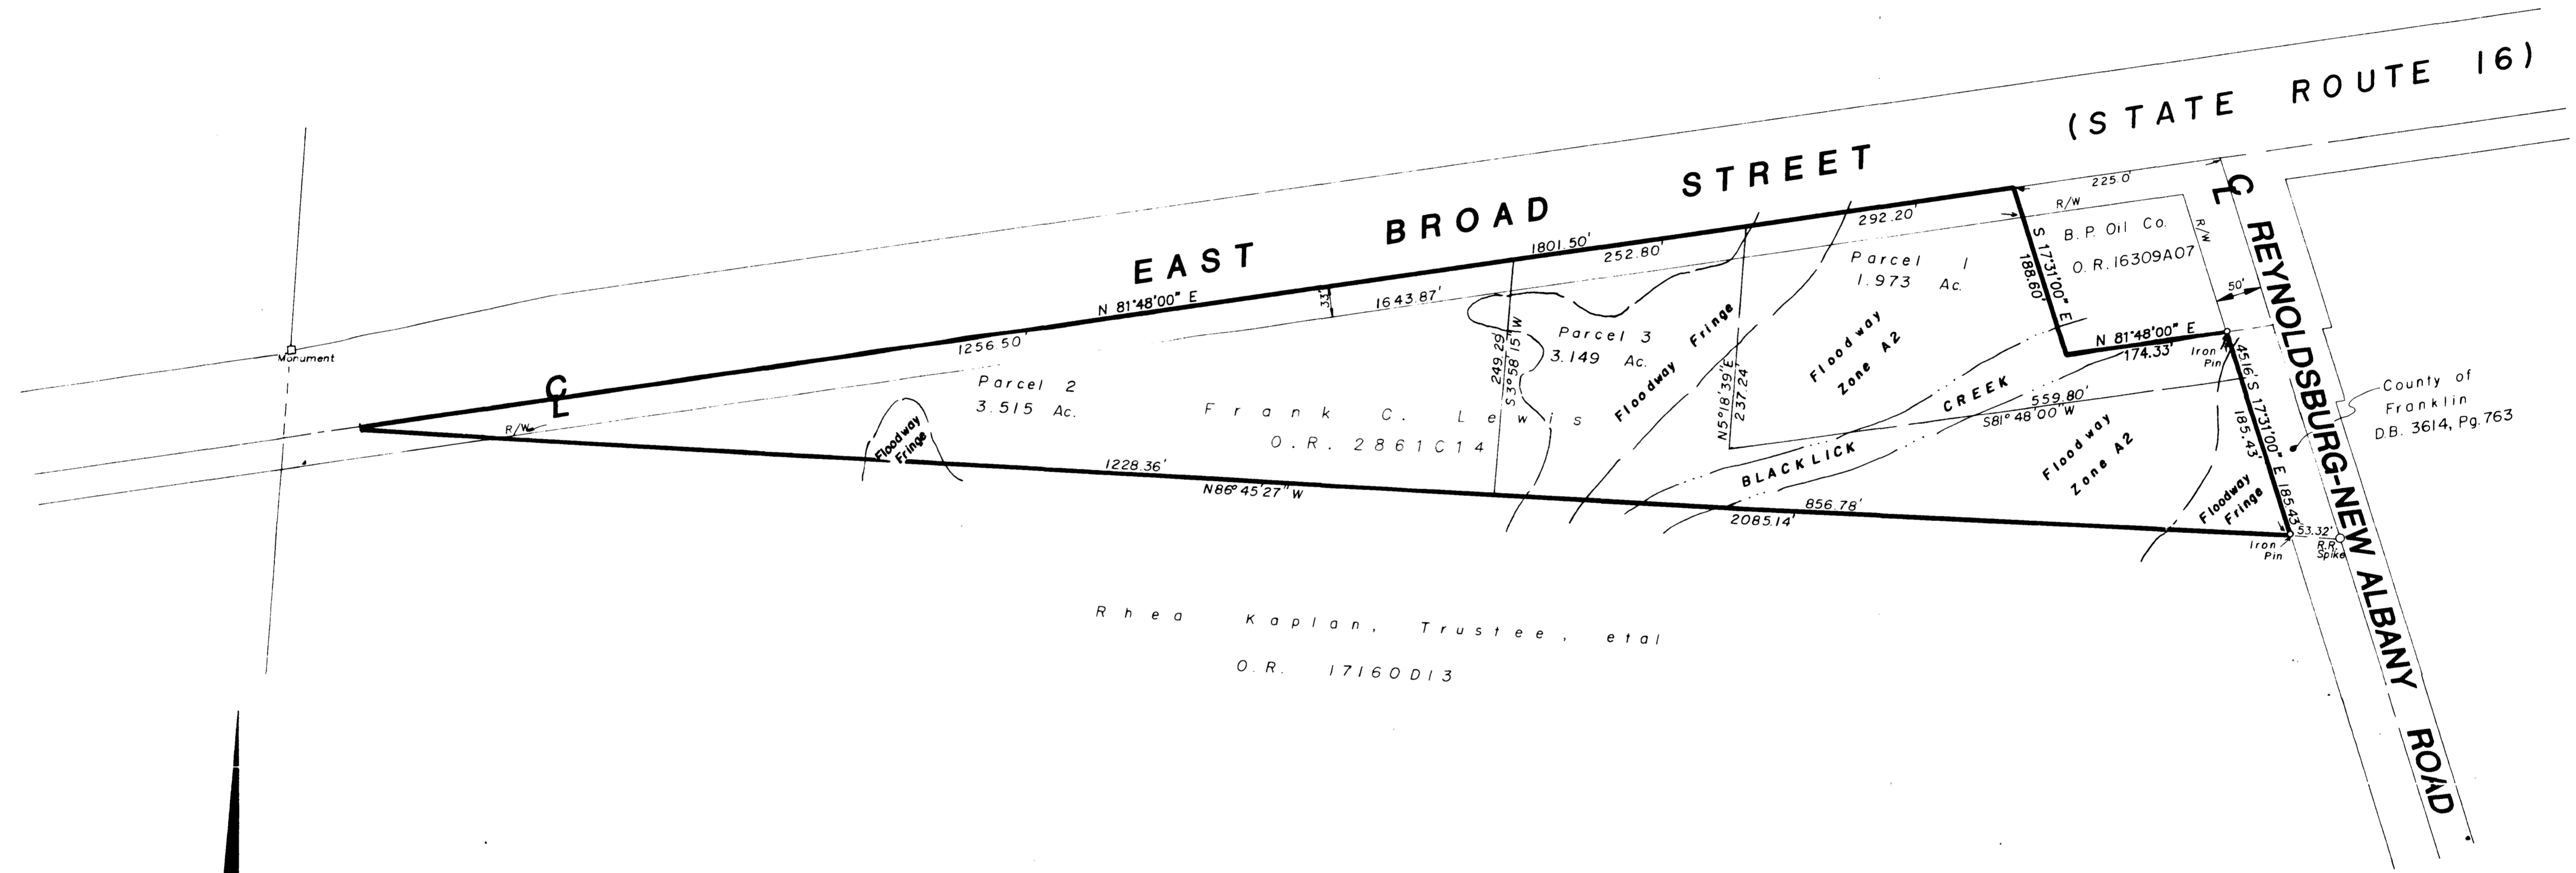 (STATE ROUTE 16)
EAST BROAD STREET
225.0'
R/W
R/W
B.P. Oil Co.
O.R.16309A07
50'
CL
REYNOLDSBURG-NEW ALBANY ROAD
292.20'
1801.50'
252.80'
N 81°48'00" E
33'
1643.87'
1256.50'
CL
Monument
R/W
Parcel 1
1.973 Ac.
S 17°31'00" E
188.60'
N 81°48'00" E
174.33'
Iron
Pin
45.16'
S 17°31'00" E
185.43'
185.43'
Parcel 3
3.149 Ac.
249.29'
S3°58'15"W
N5°18'39"E
237.24'
Floodway Fringe
Floodway
Zone A2
Parcel 2
3.515 Ac.
Frank C. Lewis
O.R. 2861C14
Floodway
Fringe
BLACKLICK CREEK
559.80'
S81°48'00"W
Floodway
Zone A2
Floodway
Fringe
County of
Franklin
D.B. 3614, Pg.763
1228.36'
N86°45'27"W
856.78'
2085.14'
Iron
Pin
53.32'
R.R.
Spike
Rhea Kaplan, Trustee, etal
O.R. 17160D13